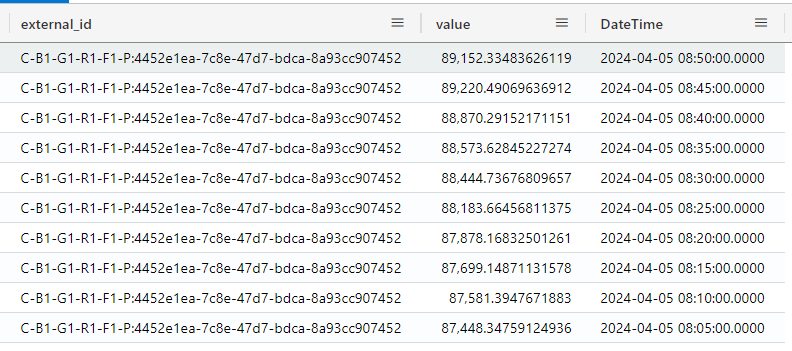 external_id value DateTime
C-B1-G1-R1-F1-P:4452e1ea-7c8e-47d7-bdca-8a93cc907452 89,152.33483626119 2024-04-05 08:50:00.0000
C-B1-G1-R1-F1-P:4452e1ea-7c8e-47d7-bdca-8a93cc907452 89,220.49069636912 2024-04-05 08:45:00.0000
C-B1-G1-R1-F1-P:4452e1ea-7c8e-47d7-bdca-8a93cc907452 88,870.29152171151 2024-04-05 08:40:00.0000
C-B1-G1-R1-F1-P:4452e1ea-7c8e-47d7-bdca-8a93cc907452 88,573.62845227274 2024-04-05 08:35:00.0000
C-B1-G1-R1-F1-P:4452e1ea-7c8e-47d7-bdca-8a93cc907452 88,444.73676809657 2024-04-05 08:30:00.0000
C-B1-G1-R1-F1-P:4452e1ea-7c8e-47d7-bdca-8a93cc907452 88,183.66456811375 2024-04-05 08:25:00.0000
C-B1-G1-R1-F1-P:4452e1ea-7c8e-47d7-bdca-8a93cc907452 87,878.16832501261 2024-04-05 08:20:00.0000
C-B1-G1-R1-F1-P:4452e1ea-7c8e-47d7-bdca-8a93cc907452 87,699.14871131578 2024-04-05 08:15:00.0000
C-B1-G1-R1-F1-P:4452e1ea-7c8e-47d7-bdca-8a93cc907452 87,581.3947671883 2024-04-05 08:10:00.0000
C-B1-G1-R1-F1-P:4452e1ea-7c8e-47d7-bdca-8a93cc907452 87,448.34759124936 2024-04-05 08:05:00.0000